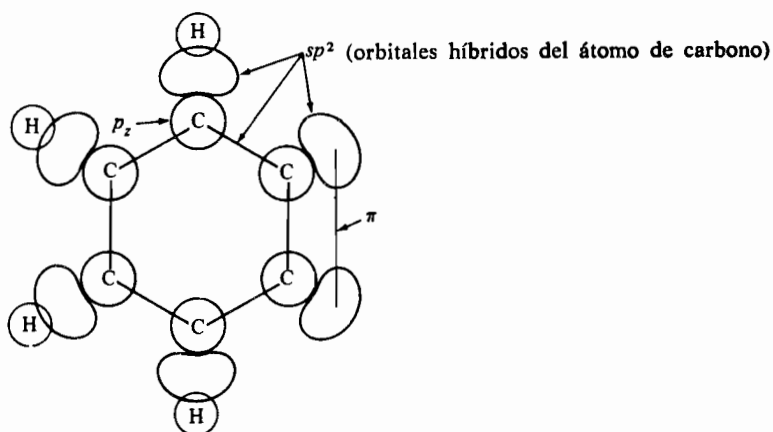 H
sp² (orbitales híbridos del átomo de carbono)
H
p_z
C
C
C
π
C
C
H
C
H